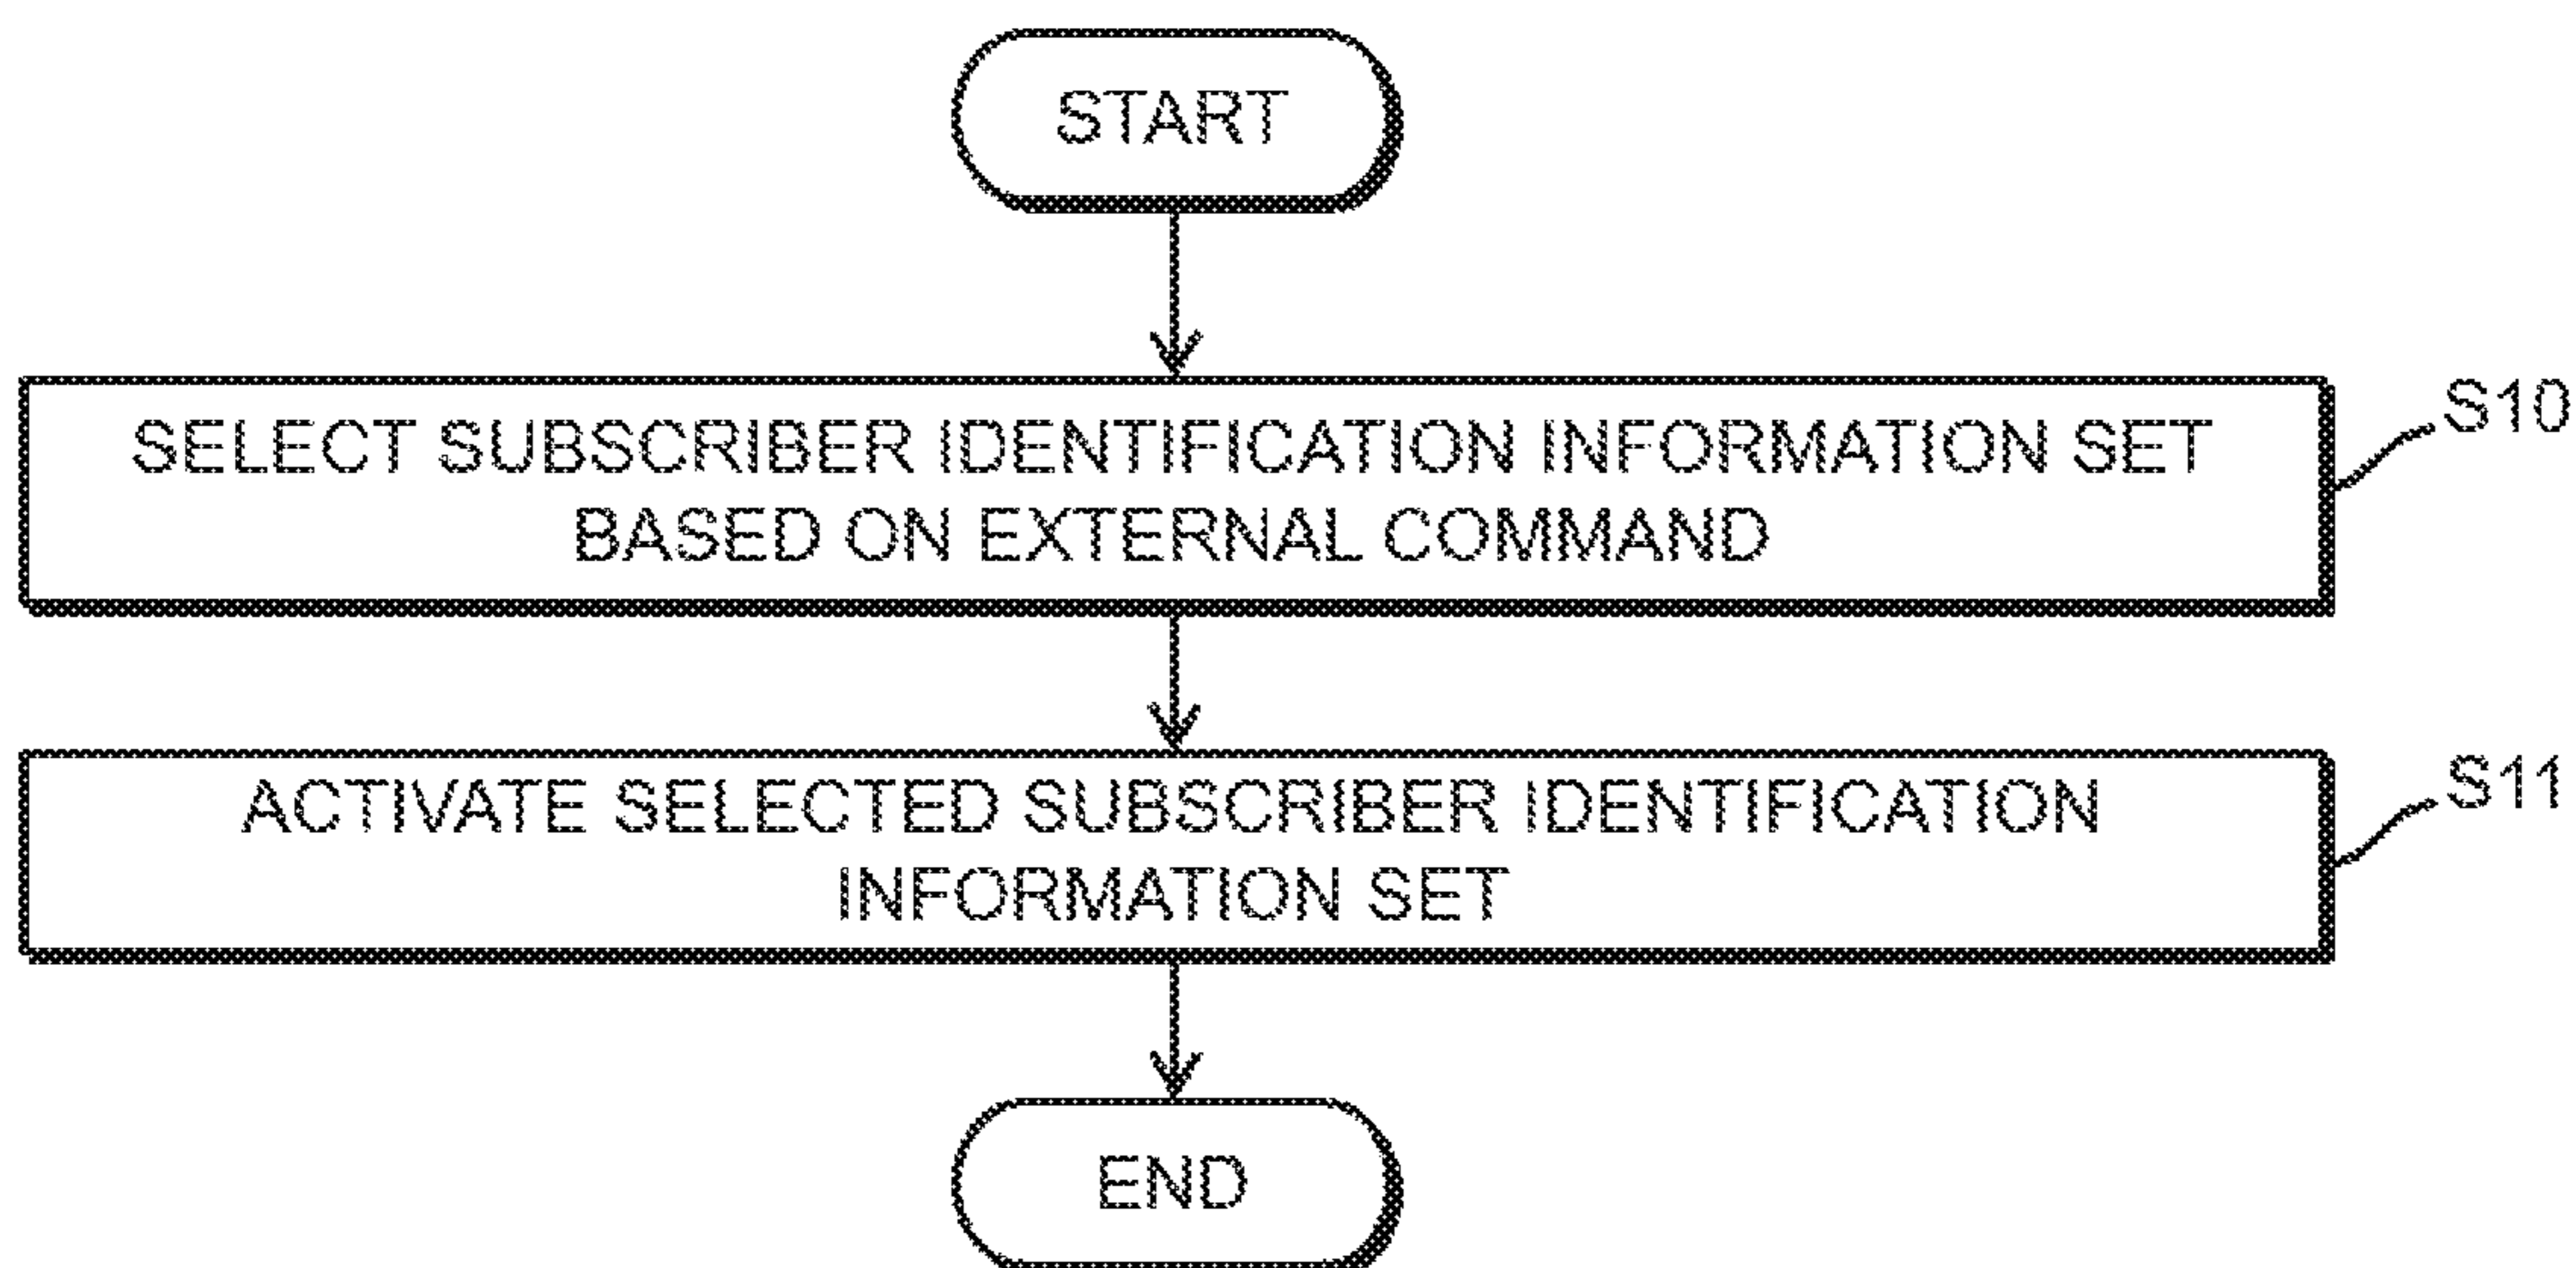 START
SELECT SUBSCRIBER IDENTIFICATION INFORMATION SET
BASED ON EXTERNAL COMMAND
S10
ACTIVATE SELECTED SUBSCRIBER IDENTIFICATION
INFORMATION SET
S11
END